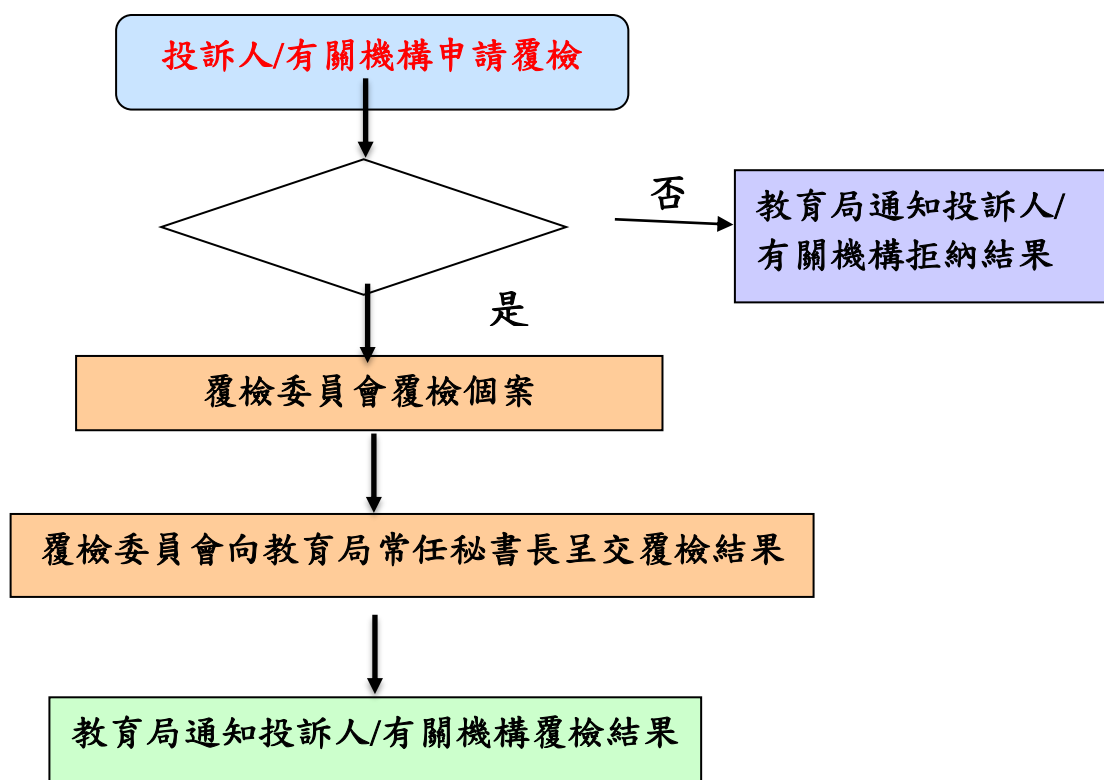 投訴人/有關機構申請覆檢
否
教育局通知投訴人/
有關機構拒納結果
是
覆檢委員會覆檢個案
覆檢委員會向教育局常任秘書長呈交覆檢結果
教育局通知投訴人/有關機構覆檢結果